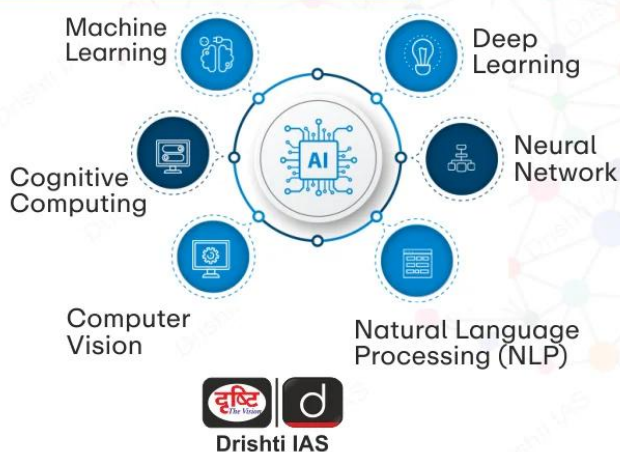 Machine
Learning
Deep
Learning
AI
Cognitive
Computing
Neural
Network
Computer
Vision
Natural Language
Processing (NLP)
दृष्टि
The Vision
d
Drishti IAS